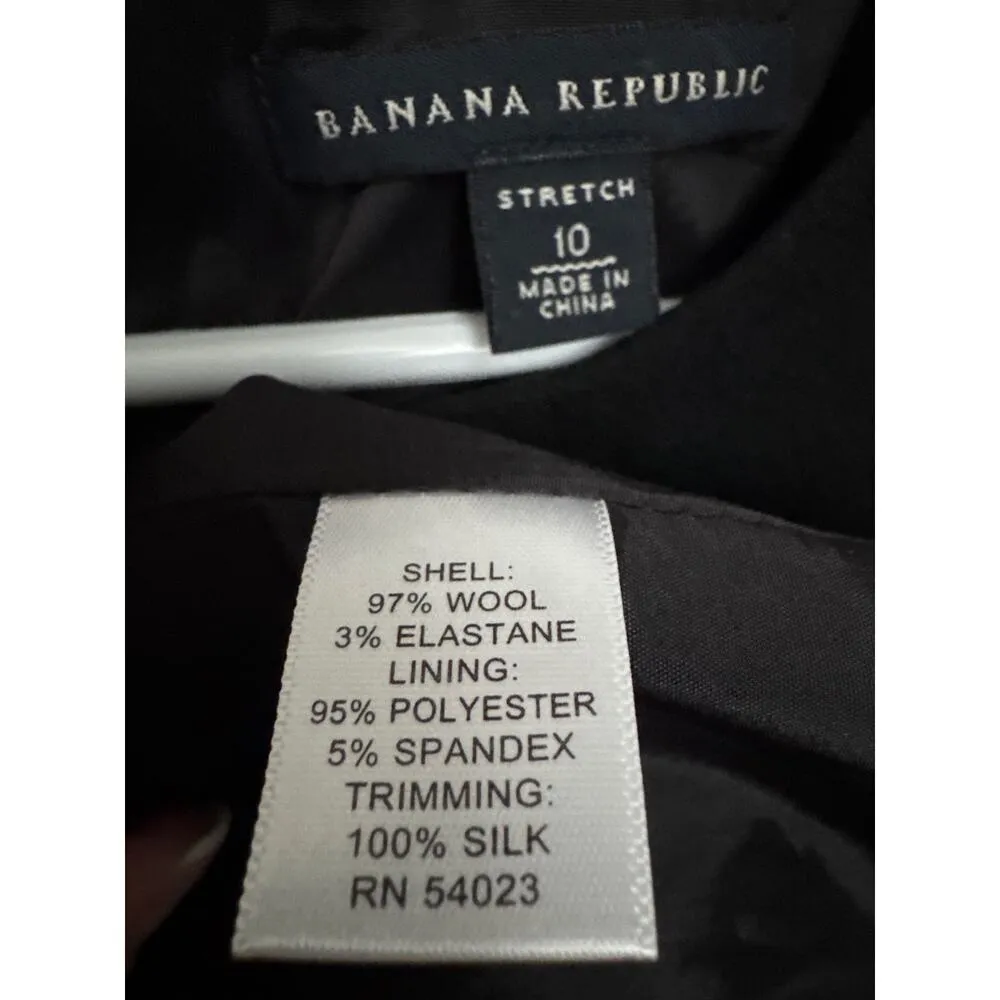 BANANA REPUBLIC
STRETCH
10
MADE IN
CHINA
SHELL:
97% WOOL
3% ELASTANE
LINING:
95% POLYESTER
5% SPANDEX
TRIMMING:
100% SILK
RN 54023